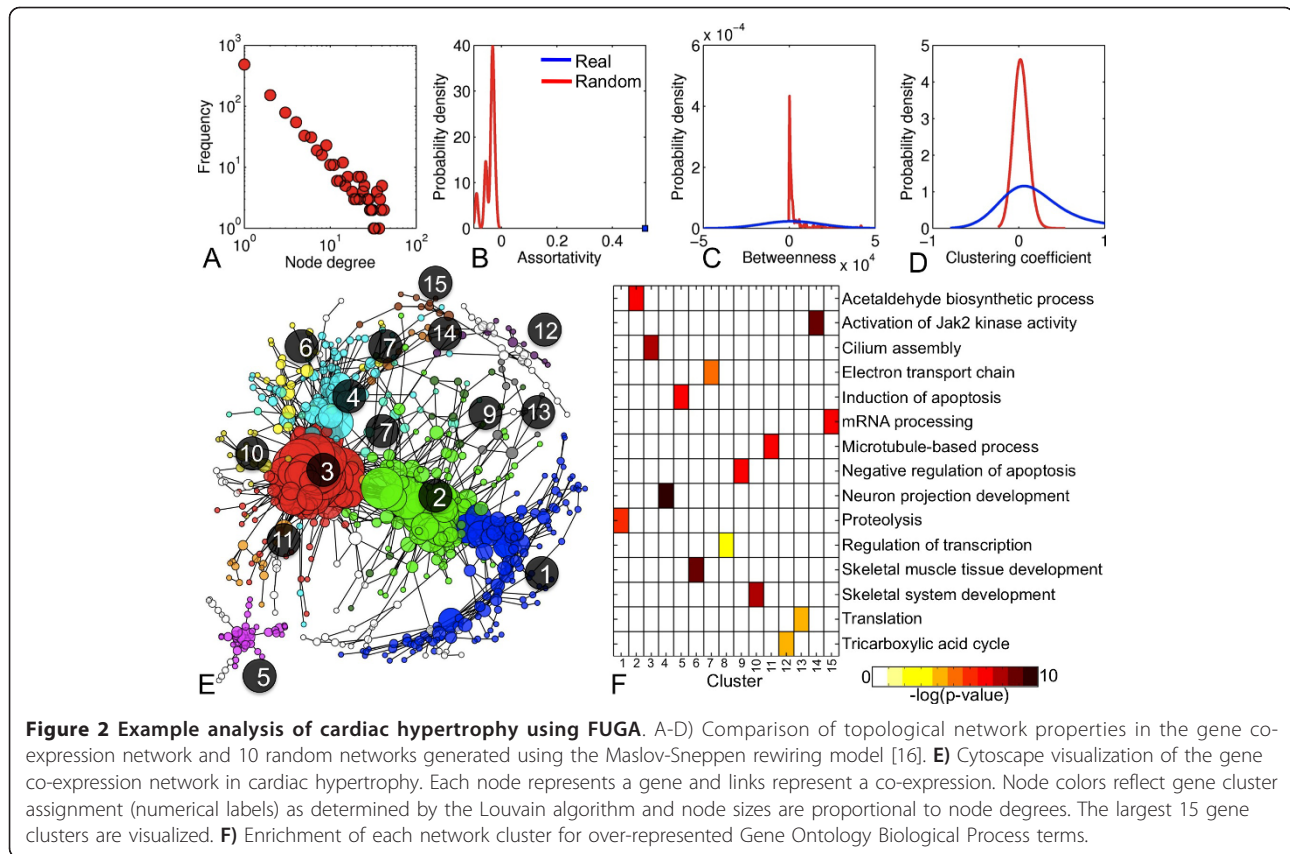 10³
10²
10¹
10⁰
10⁰
10¹
10²
Frequency
Node degree
A
40
30
20
10
0
0
0.2
0.4
Probability density
Assortativity
B
Real
Random
x 10⁻⁴
6
4
2
0
-5
0
5
Probability density
Betweenness
x 10⁴
C
5
4
3
2
1
0
-1
0
1
Probability density
Clustering coefficient
D
15
14
12
6
7
4
9
13
7
10
3
2
11
1
5
E
Acetaldehyde biosynthetic process
Activation of Jak2 kinase activity
Cilium assembly
Electron transport chain
Induction of apoptosis
mRNA processing
Microtubule-based process
Negative regulation of apoptosis
Neuron projection development
Proteolysis
Regulation of transcription
Skeletal muscle tissue development
Skeletal system development
Translation
Tricarboxylic acid cycle
1 2 3 4 5 6 7 8 9 10 11 12 13 14 15
Cluster
F
0
10
-log(p-value)
Figure 2 Example analysis of cardiac hypertrophy using FUGA. A-D) Comparison of topological network properties in the gene co-
expression network and 10 random networks generated using the Maslov-Sneppen rewiring model [16]. E) Cytoscape visualization of the gene
co-expression network in cardiac hypertrophy. Each node represents a gene and links represent a co-expression. Node colors reflect gene cluster
assignment (numerical labels) as determined by the Louvain algorithm and node sizes are proportional to node degrees. The largest 15 gene
clusters are visualized. F) Enrichment of each network cluster for over-represented Gene Ontology Biological Process terms.